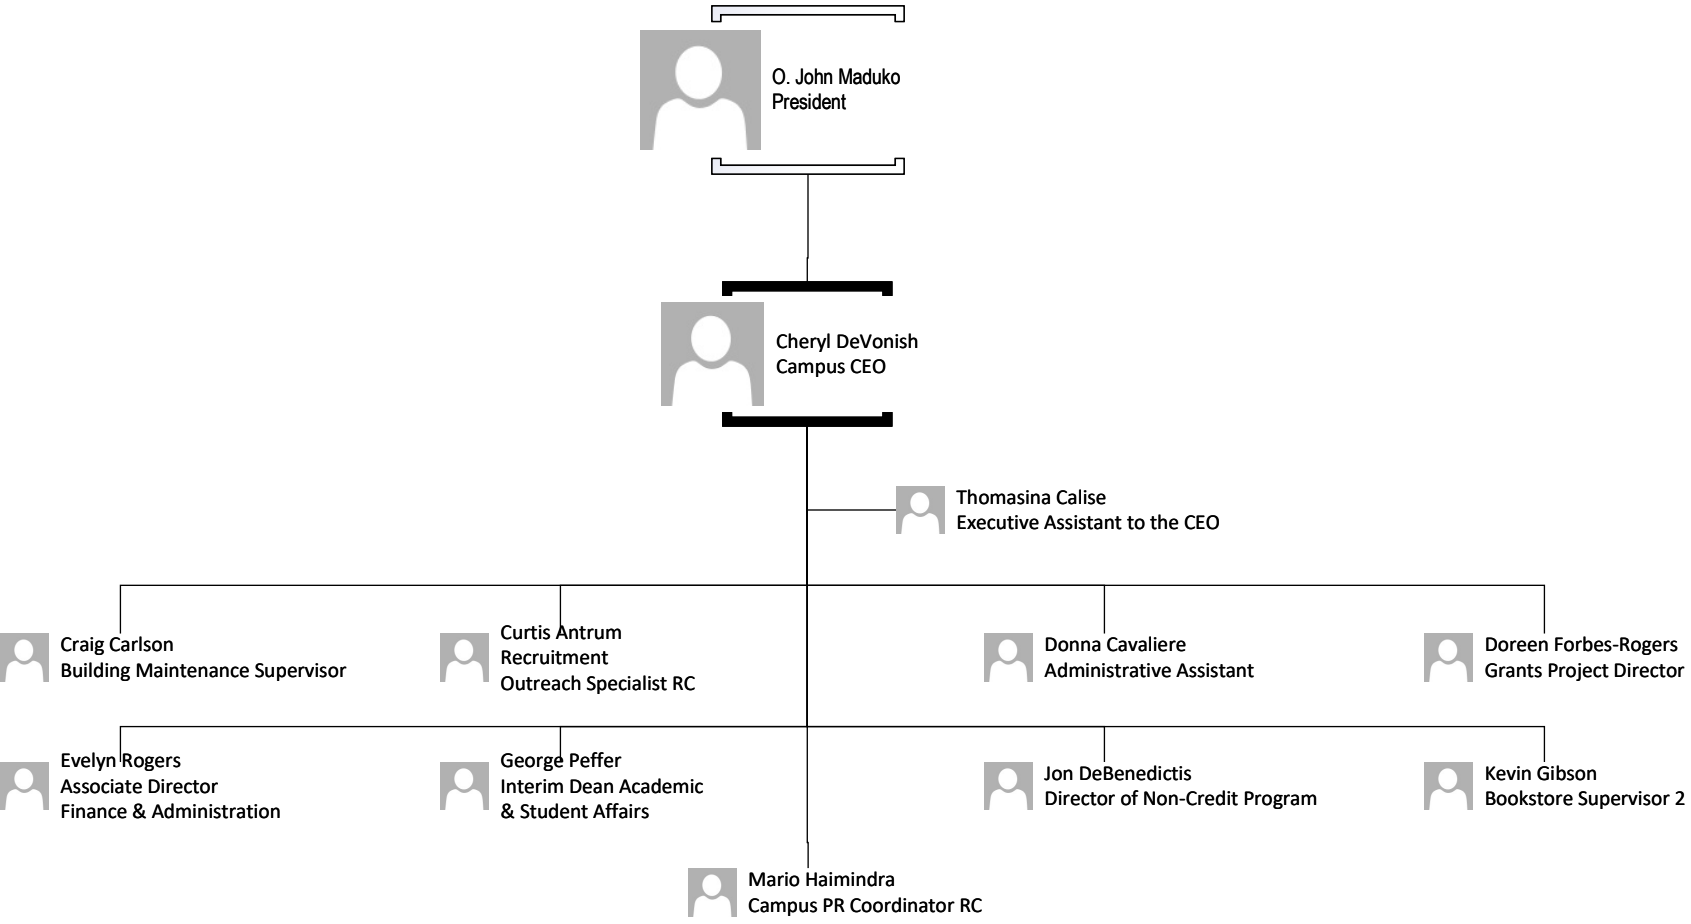 O. John Maduko
President
Cheryl DeVonish
Campus CEO
Thomasina Calise
Executive Assistant to the CEO
Craig Carlson
Building Maintenance Supervisor
Curtis Antrum
Recruitment
Outreach Specialist RC
Donna Cavaliere
Administrative Assistant
Doreen Forbes-Rogers
Grants Project Director
Evelyn Rogers
Associate Director
Finance & Administration
George Peffer
Interim Dean Academic
& Student Affairs
Jon DeBenedictis
Director of Non-Credit Program
Kevin Gibson
Bookstore Supervisor 2
Mario Haimindra
Campus PR Coordinator RC